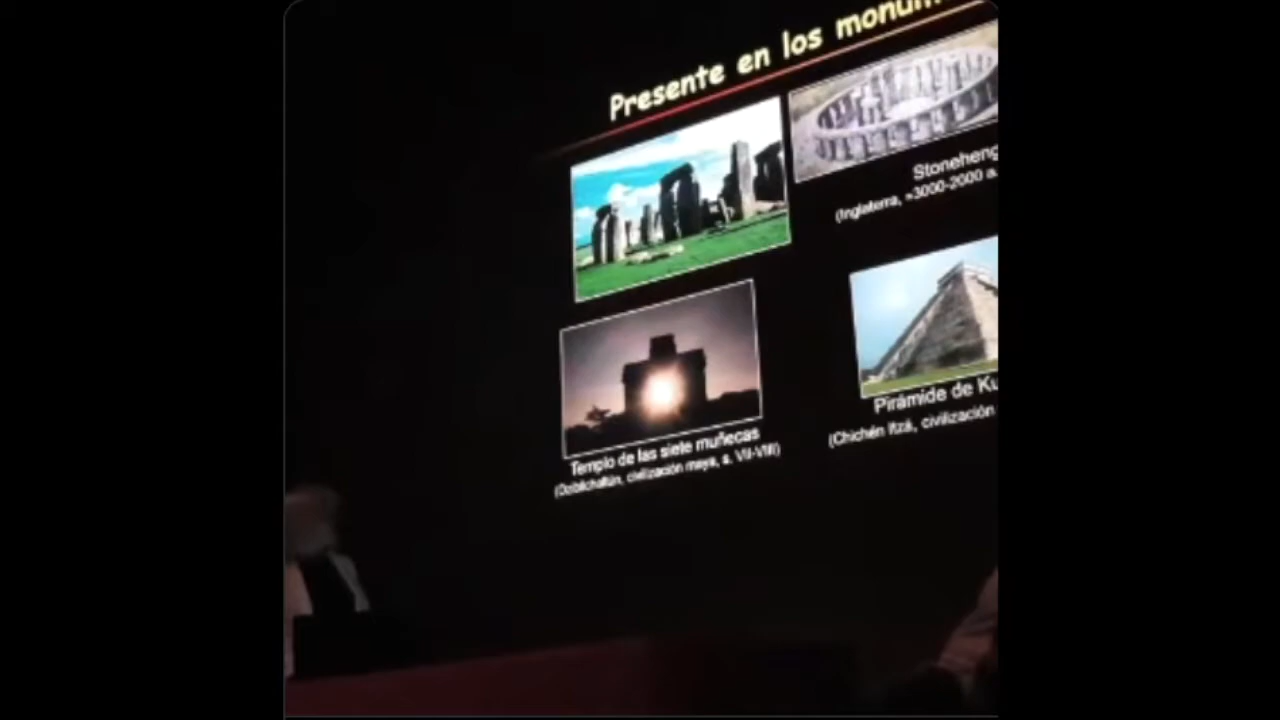 Presente en los monum
Stoneheng
(Inglaterra, ≈3000-2000 a.
Templo de las siete muñecas
(Dzibilchaltún, civilización maya, s. VII-VIII)
Pirámide de Ku
(Chichén Itzá, civilización